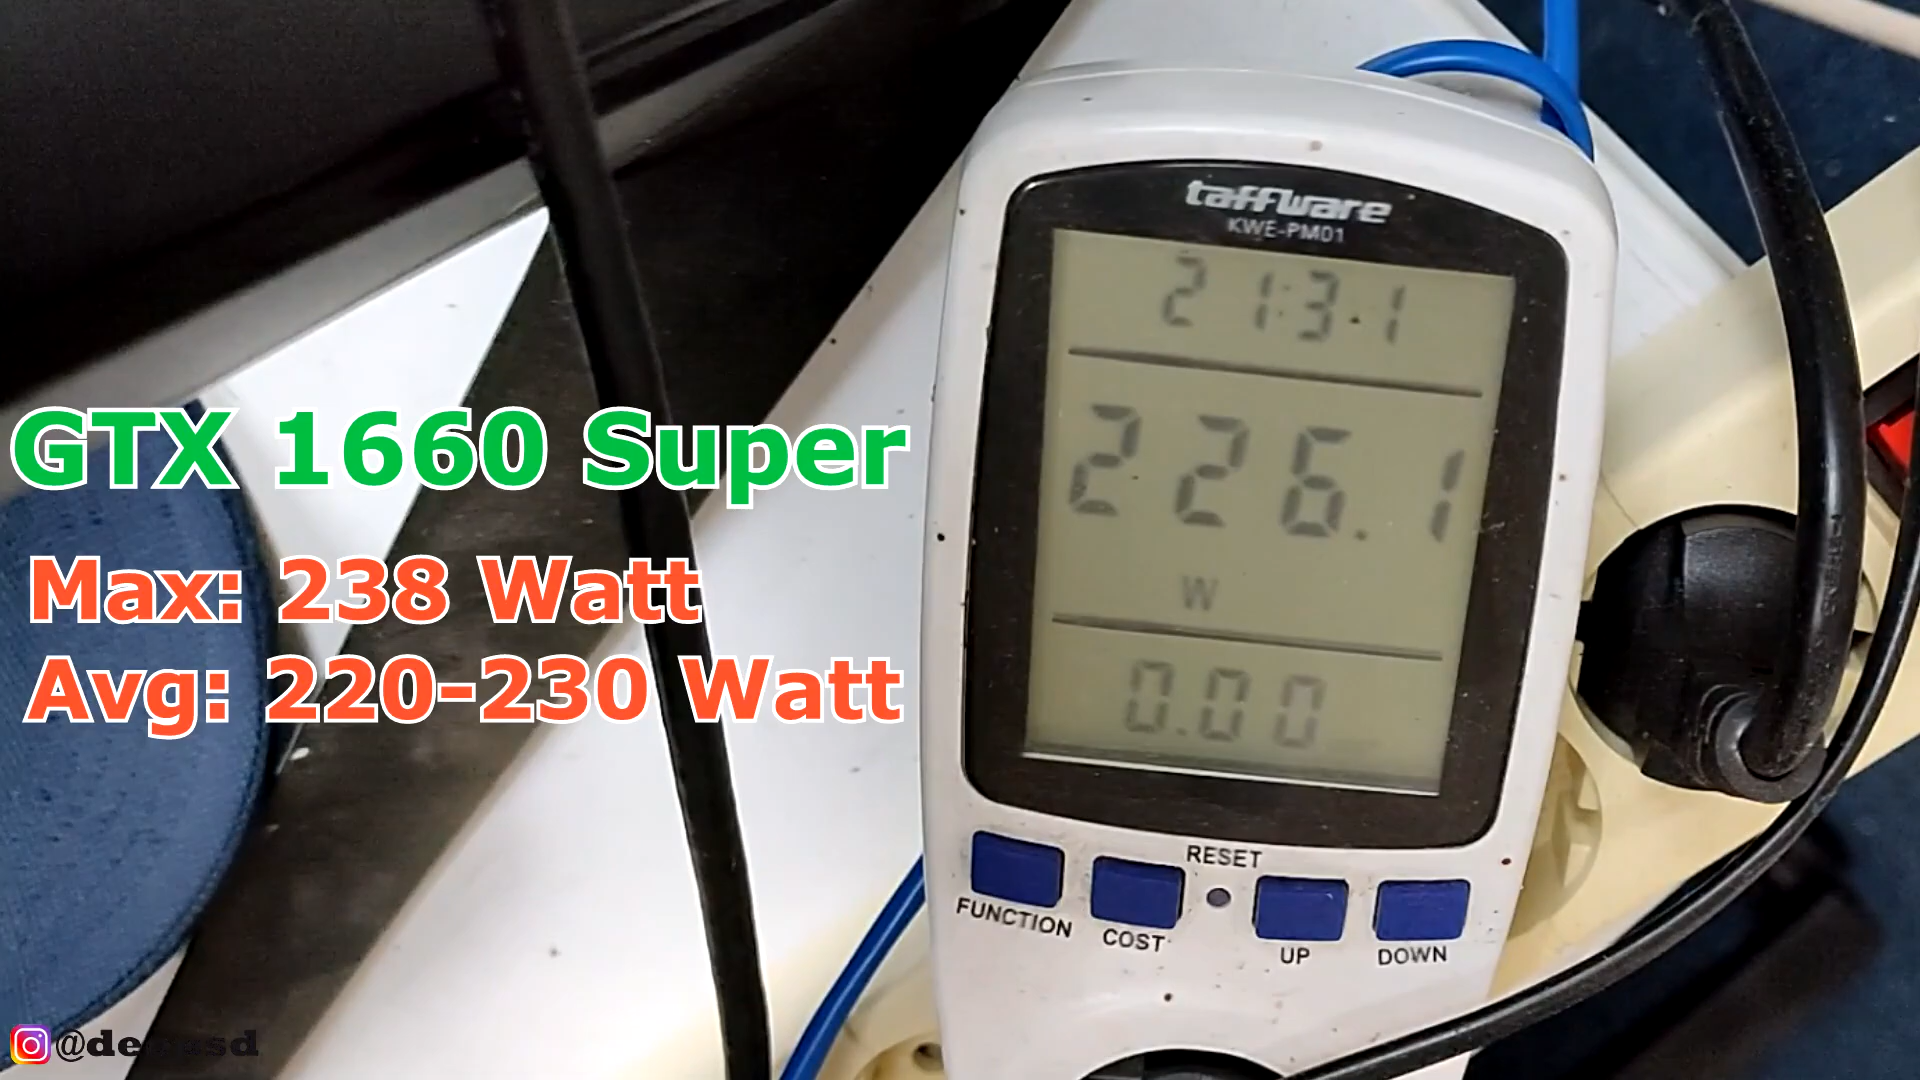 taffware
KWE-PM01
21:31
226.1
W
0.00
GTX 1660 Super
Max: 238 Watt
Avg: 220-230 Watt
RESET
FUNCTION
COST
UP
DOWN